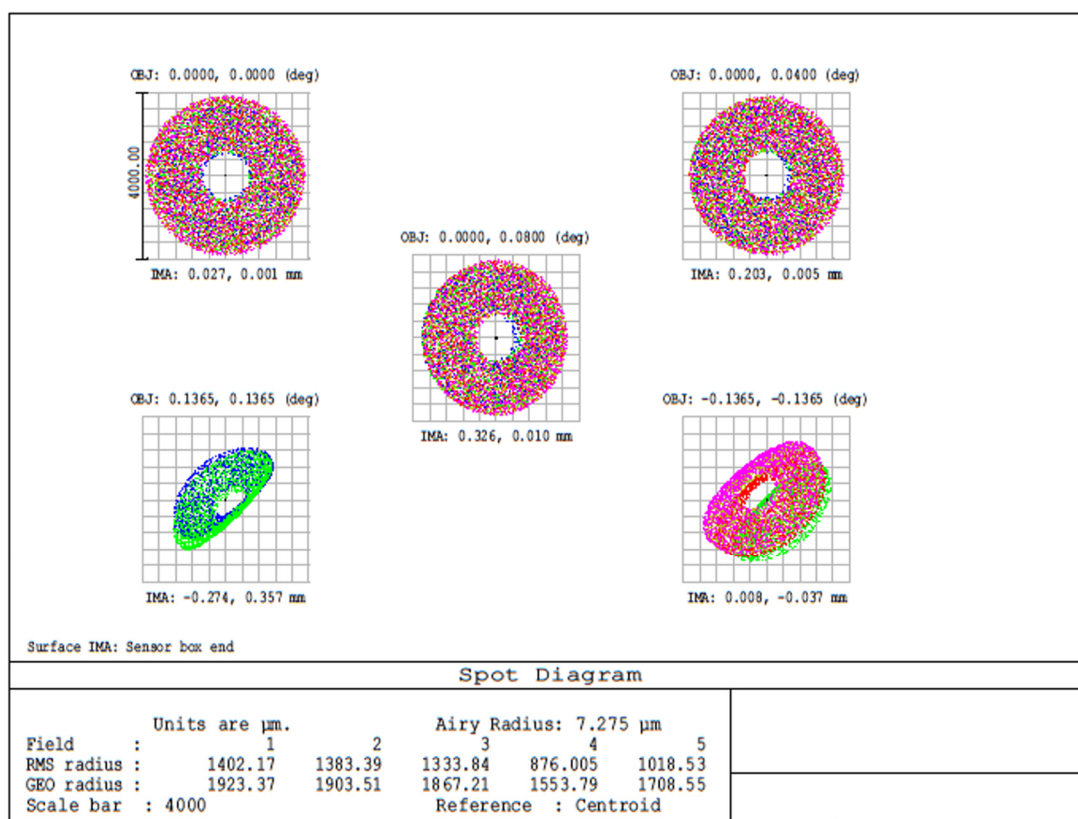 OBJ: 0.0000, 0.0000 (deg)
OBJ: 0.0000, 0.0400 (deg)
4000.00
IMA: 0.027, 0.001 mm
IMA: 0.203, 0.005 mm
OBJ: 0.0000, 0.0800 (deg)
IMA: 0.326, 0.010 mm
OBJ: 0.1365, 0.1365 (deg)
OBJ: -0.1365, -0.1365 (deg)
IMA: -0.274, 0.357 mm
IMA: 0.008, -0.037 mm
Surface IMA: Sensor box end
Spot Diagram
Units are µm. Airy Radius: 7.275 µm
Field : 1 2 3 4 5
RMS radius : 1402.17 1383.39 1333.84 876.005 1018.53
GEO radius : 1923.37 1903.51 1867.21 1553.79 1708.55
Scale bar : 4000 Reference : Centroid